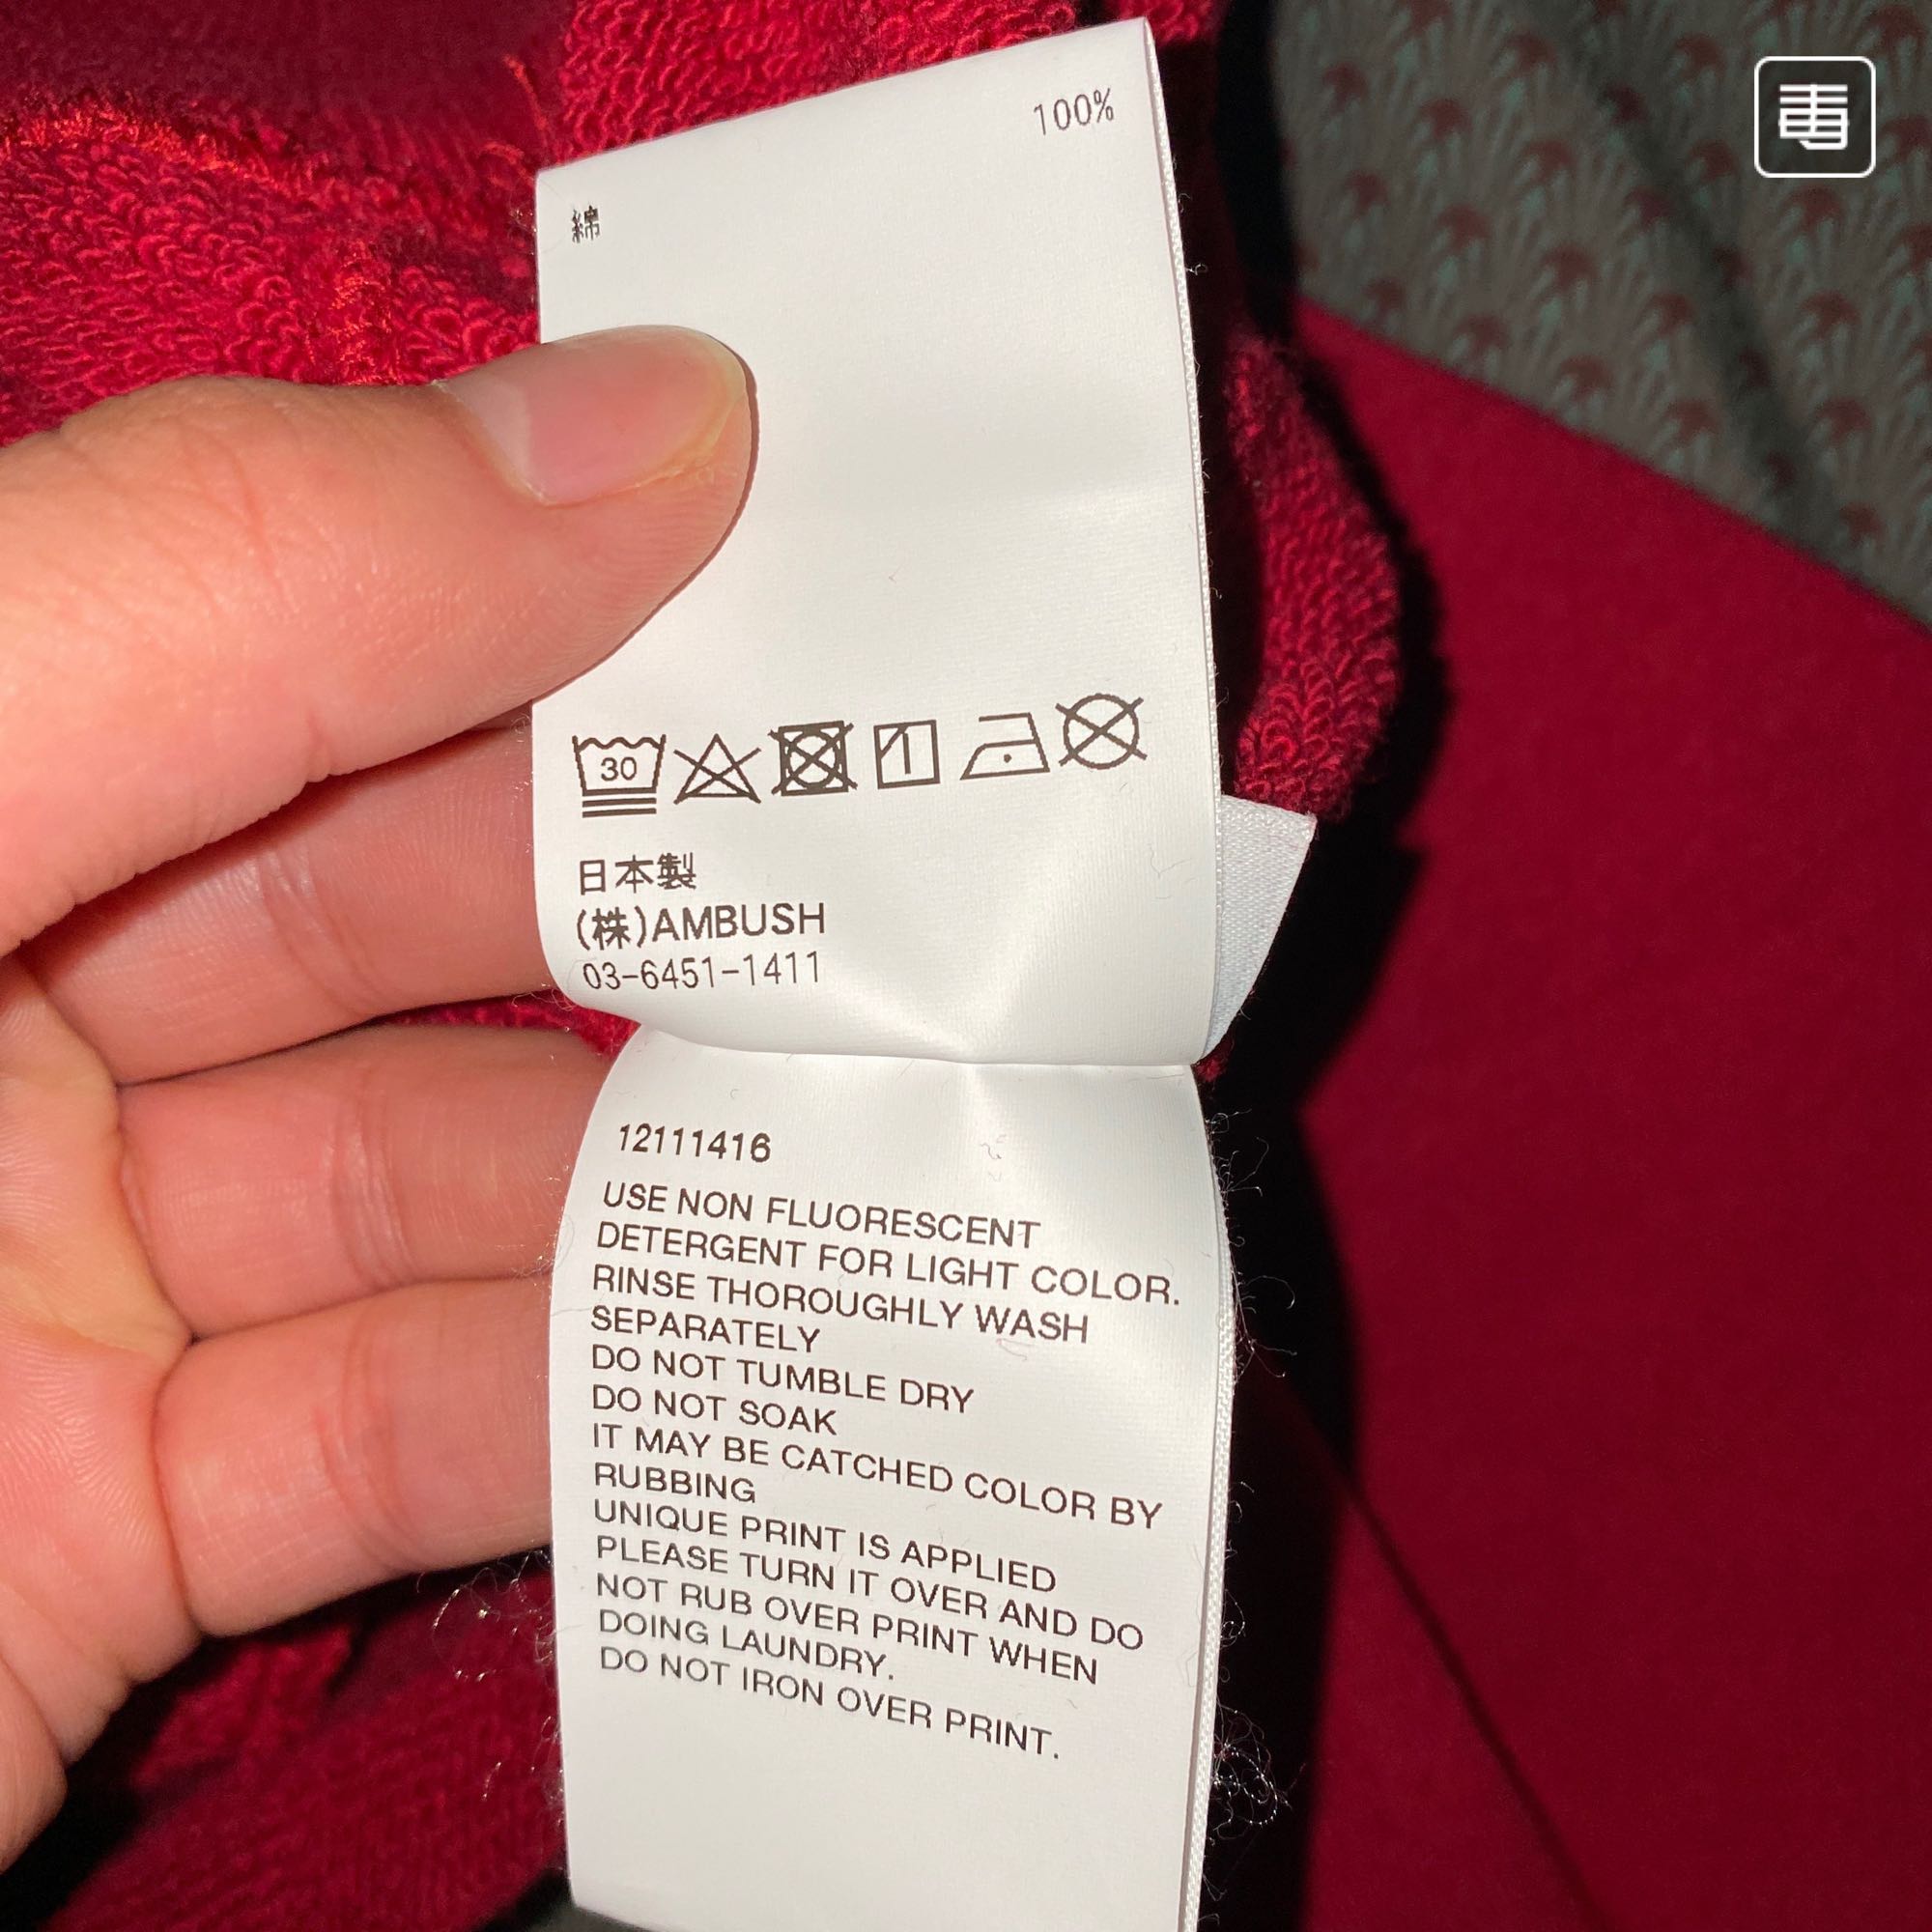 100%
綿
30
日本製
(株)AMBUSH
03-6451-1411
12111416
USE NON FLUORESCENT
DETERGENT FOR LIGHT COLOR.
RINSE THOROUGHLY WASH
SEPARATELY
DO NOT TUMBLE DRY
DO NOT SOAK
IT MAY BE CATCHED COLOR BY
RUBBING
UNIQUE PRINT IS APPLIED
PLEASE TURN IT OVER AND DO
NOT RUB OVER PRINT WHEN
DOING LAUNDRY.
DO NOT IRON OVER PRINT.